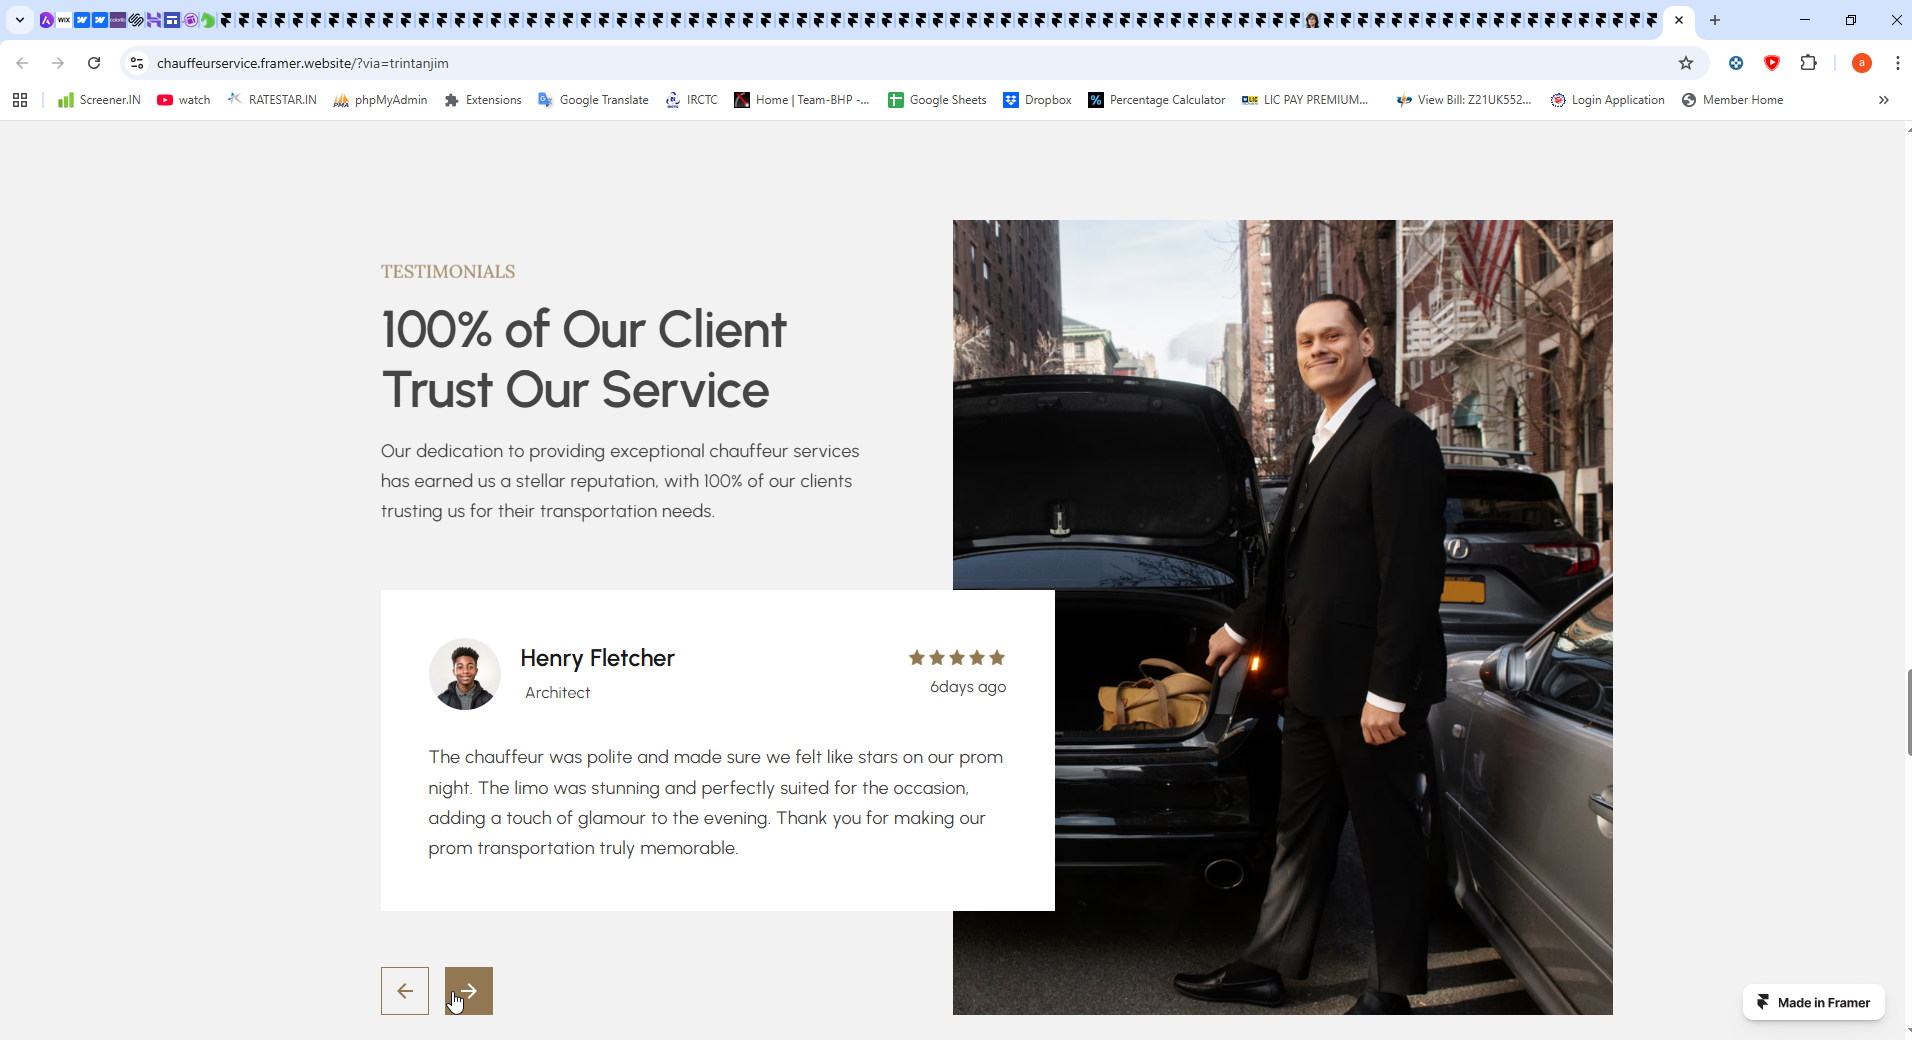 chauffeurservice.framer.website/?via=trintanjim
Screener.IN watch RATESTAR.IN phpMyAdmin Extensions Google Translate IRCTC Home | Team-BHP -... Google Sheets Dropbox Percentage Calculator LIC PAY PREMIUM... View Bill: Z21UK552... Login Application Member Home
TESTIMONIALS
100% of Our Client
Trust Our Service
Our dedication to providing exceptional chauffeur services
has earned us a stellar reputation, with 100% of our clients
trusting us for their transportation needs.
Henry Fletcher
Architect
6days ago
The chauffeur was polite and made sure we felt like stars on our prom
night. The limo was stunning and perfectly suited for the occasion,
adding a touch of glamour to the evening. Thank you for making our
prom transportation truly memorable.
Made in Framer